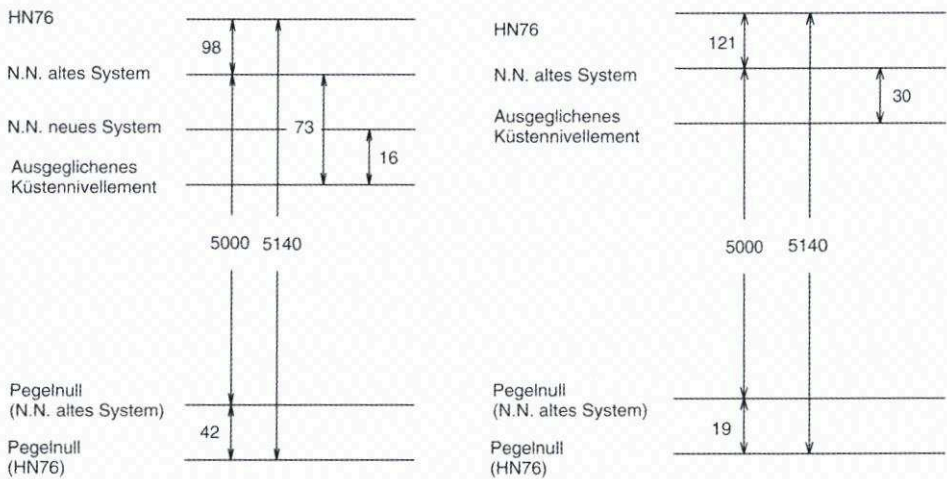 HN76
98
N.N. altes System
N.N. neues System
73
16
Ausgeglichenes
Küstennivellement
5000 5140
Pegelnull
(N.N. altes System)
42
Pegelnull
(HN76)
HN76
121
N.N. altes System
30
Ausgeglichenes
Küstennivellement
5000 5140
Pegelnull
(N.N. altes System)
19
Pegelnull
(HN76)